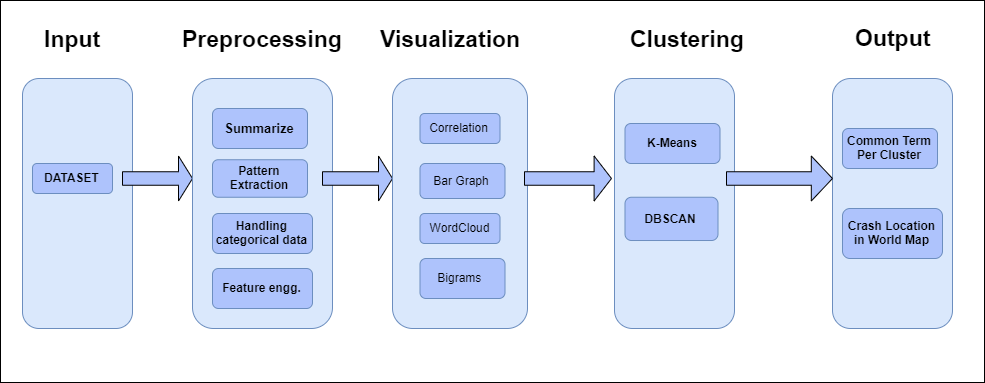 Input
Preprocessing
Visualization
Clustering
Output
DATASET
Summarize
Pattern
Extraction
Handling
categorical data
Feature engg.
Correlation
Bar Graph
WordCloud
Bigrams
K-Means
DBSCAN
Common Term
Per Cluster
Crash Location
in World Map